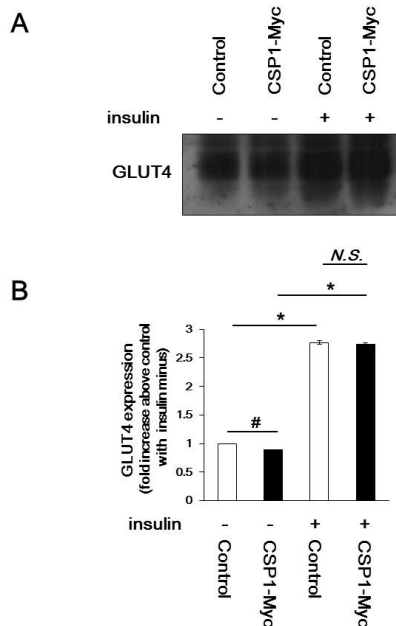 A
Control
CSP1-Myc
Control
CSP1-Myc
insulin - - + +
GLUT4
B
N.S.
*
*
#
GLUT4 expression
(fold increase above control
with insulin minus)
3
2.5
2
1.5
1
0.5
0
insulin - - + +
Control
CSP1-Myc
Control
CSP1-Myc